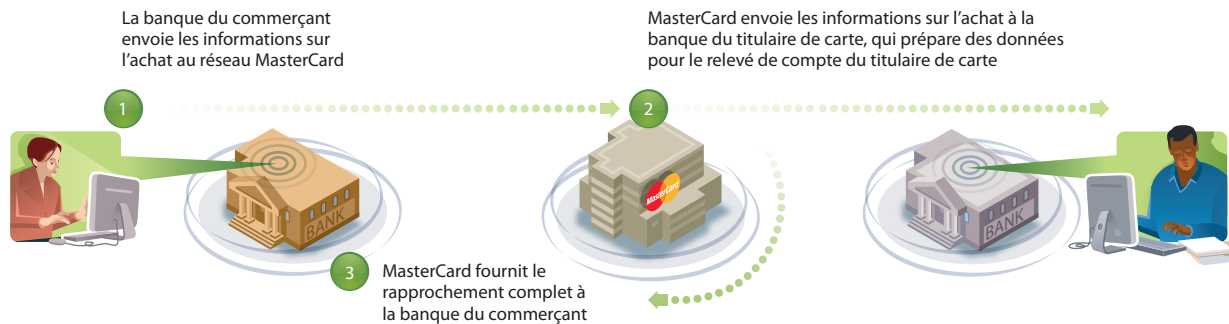 La banque du commerçant
envoie les informations sur
l’achat au réseau MasterCard
MasterCard envoie les informations sur l’achat à la
banque du titulaire de carte, qui prépare des données
pour le relevé de compte du titulaire de carte
1
2
BANK
MasterCard
BANK
3
MasterCard fournit le
rapprochement complet à
la banque du commerçant